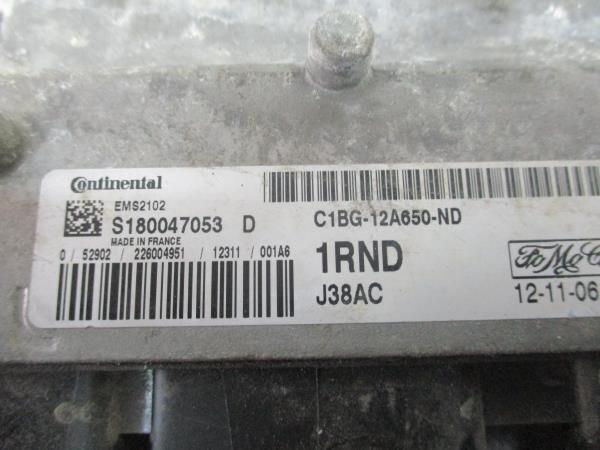 Continental
EMS2102
S180047053 D
MADE IN FRANCE
0 / 52902 / 226004951 / 12311 / 001A6
C1BG-12A650-ND
1RND
J38AC
FoMoC
12-11-06